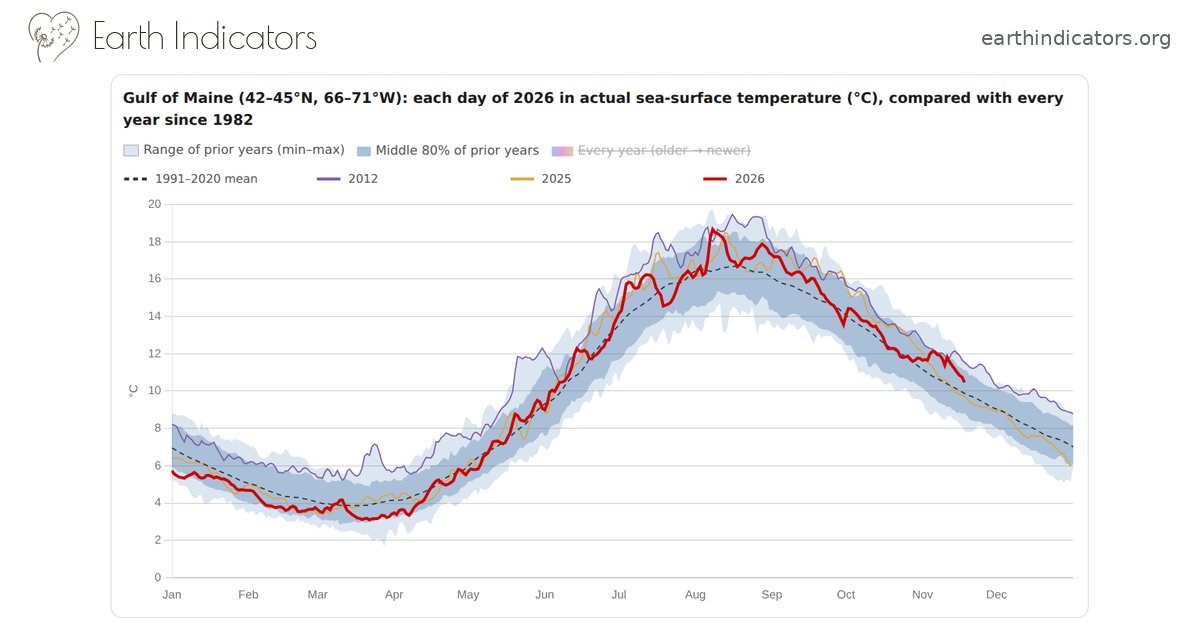 Earth Indicators
earthindicators.org
Gulf of Maine (42–45°N, 66–71°W): each day of 2026 in actual sea-surface temperature (°C), compared with every
year since 1982
Range of prior years (min–max) Middle 80% of prior years Every year (older → newer)
1991–2020 mean 2012 2025 2026
20
18
16
14
12
10
8
6
4
2
0
°C
Jan Feb Mar Apr May Jun Jul Aug Sep Oct Nov Dec